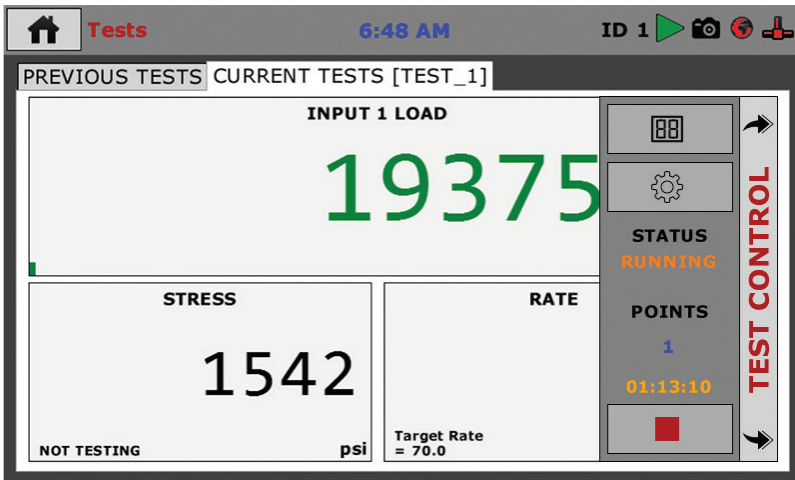 Tests
6:48 AM
ID 1
PREVIOUS TESTS
CURRENT TESTS [TEST_1]
INPUT 1 LOAD
19375
STRESS
1542
NOT TESTING
psi
RATE
Target Rate
= 70.0
88
STATUS
RUNNING
POINTS
1
01:13:10
TEST CONTROL